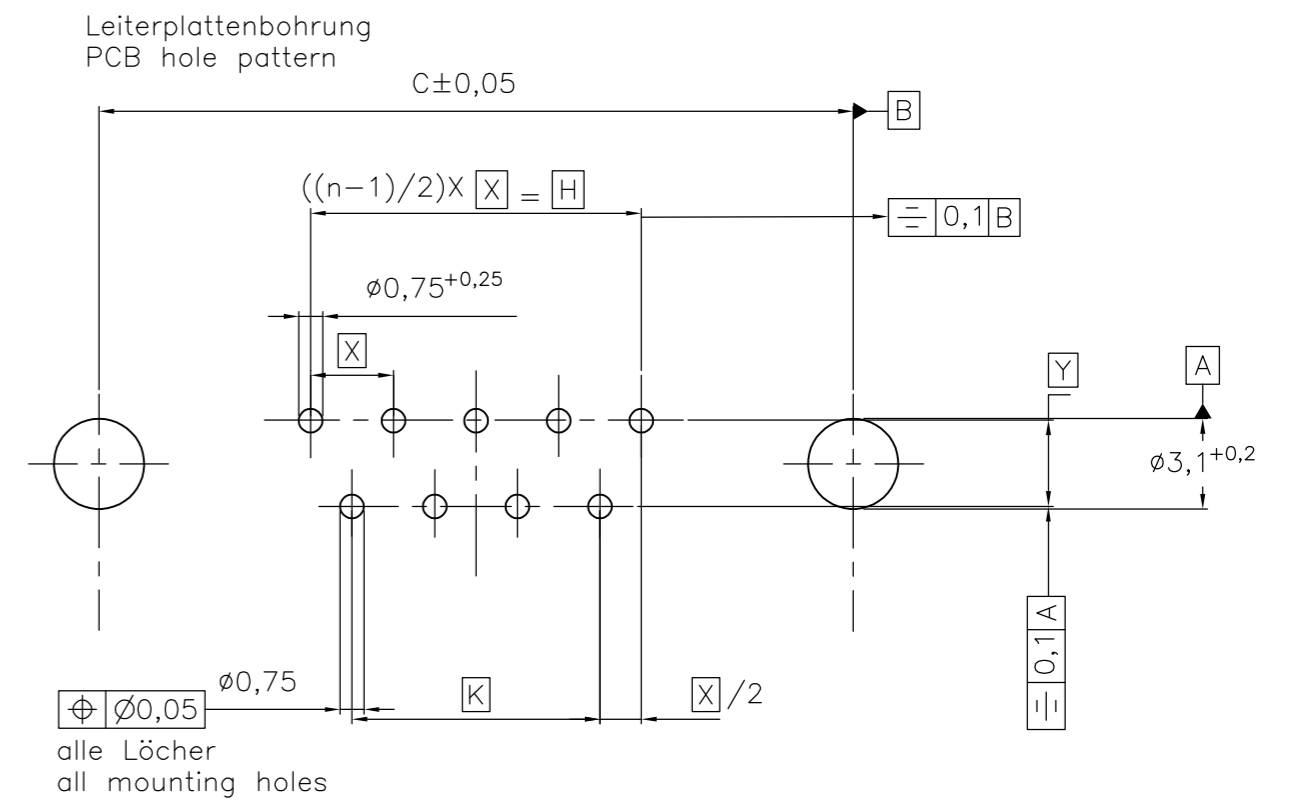 Leiterplattenbohrung
PCB hole pattern
C±0,05
B
((n−1)/2)X X = H
⌯ 0,1 B
⌀0,75+0,25
X
Y
A
⌀3,1+0,2
⌯ 0,1 A
⌀0,75
K
X /2
⌖ ⌀0,05
alle Löcher
all mounting holes